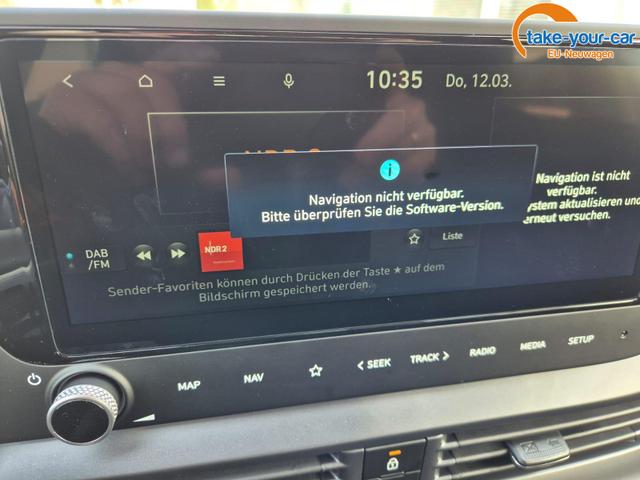 take-your-car
EU-Neuwagen
10:35 Do, 12.03.
Navigation nicht verfügbar.
Bitte überprüfen Sie die Software-Version.
Navigation ist nicht
verfügbar.
aktualisieren und
erneut versuchen.
DAB
/FM
NDR 2
Liste
Sender-Favoriten können durch Drücken der Taste ★ auf dem
Bildschirm gespeichert werden.
MAP NAV < SEEK TRACK > RADIO MEDIA SETUP